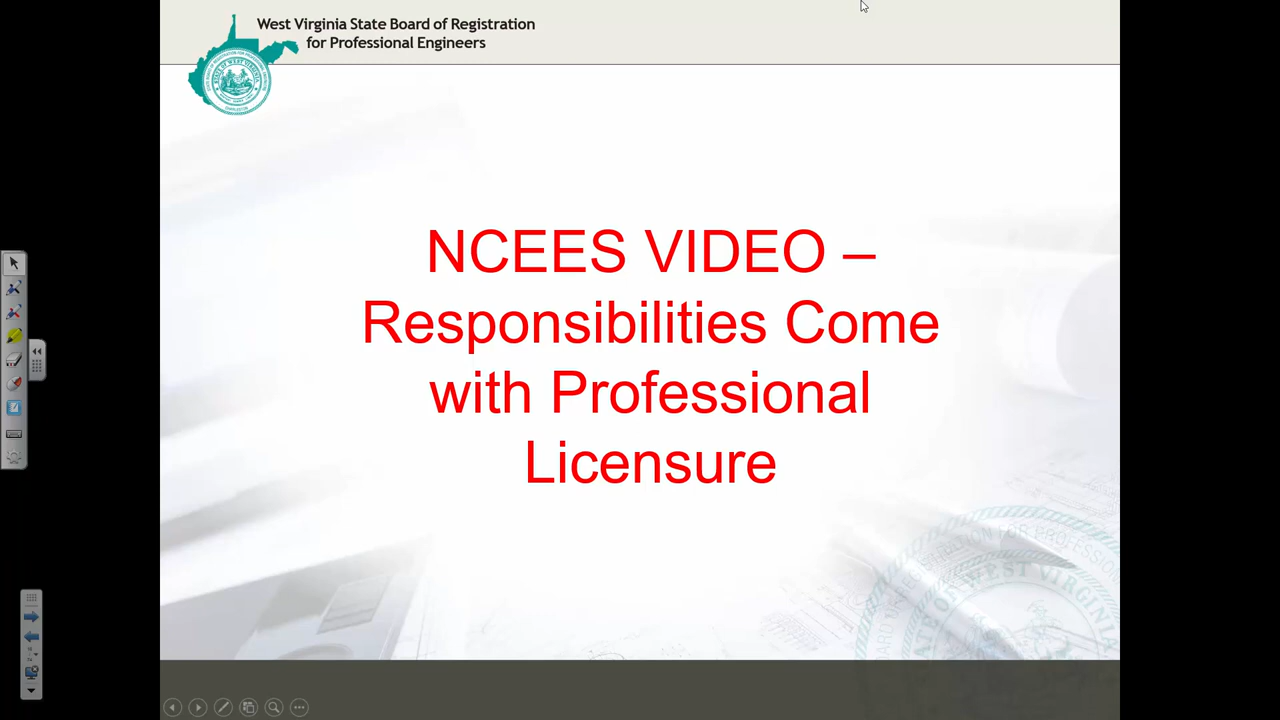 West Virginia State Board of Registration
for Professional Engineers
NCEES VIDEO –
Responsibilities Come
with Professional
Licensure